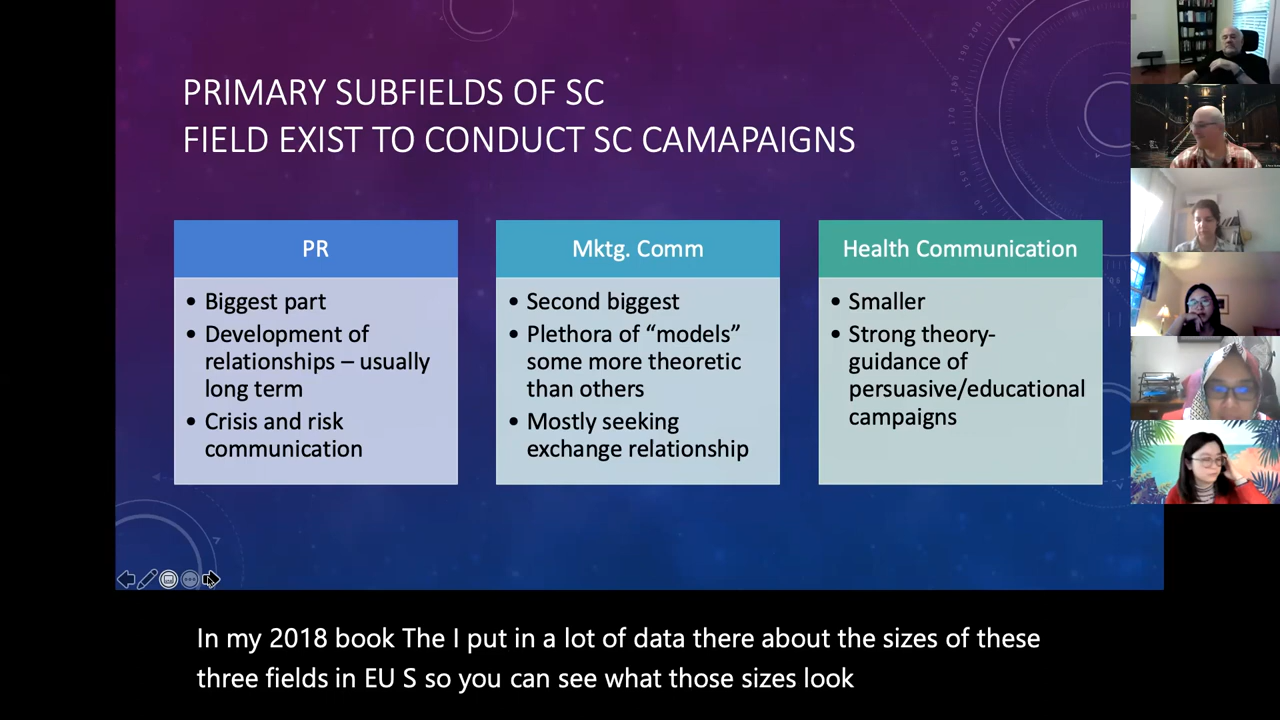 PRIMARY SUBFIELDS OF SC
FIELD EXIST TO CONDUCT SC CAMAPAIGNS
PR
• Biggest part
• Development of
relationships – usually
long term
• Crisis and risk
communication
Mktg. Comm
• Second biggest
• Plethora of “models”
some more theoretic
than others
• Mostly seeking
exchange relationship
Health Communication
• Smaller
• Strong theory-
guidance of
persuasive/educational
campaigns
In my 2018 book The I put in a lot of data there about the sizes of these
three fields in EU S so you can see what those sizes look